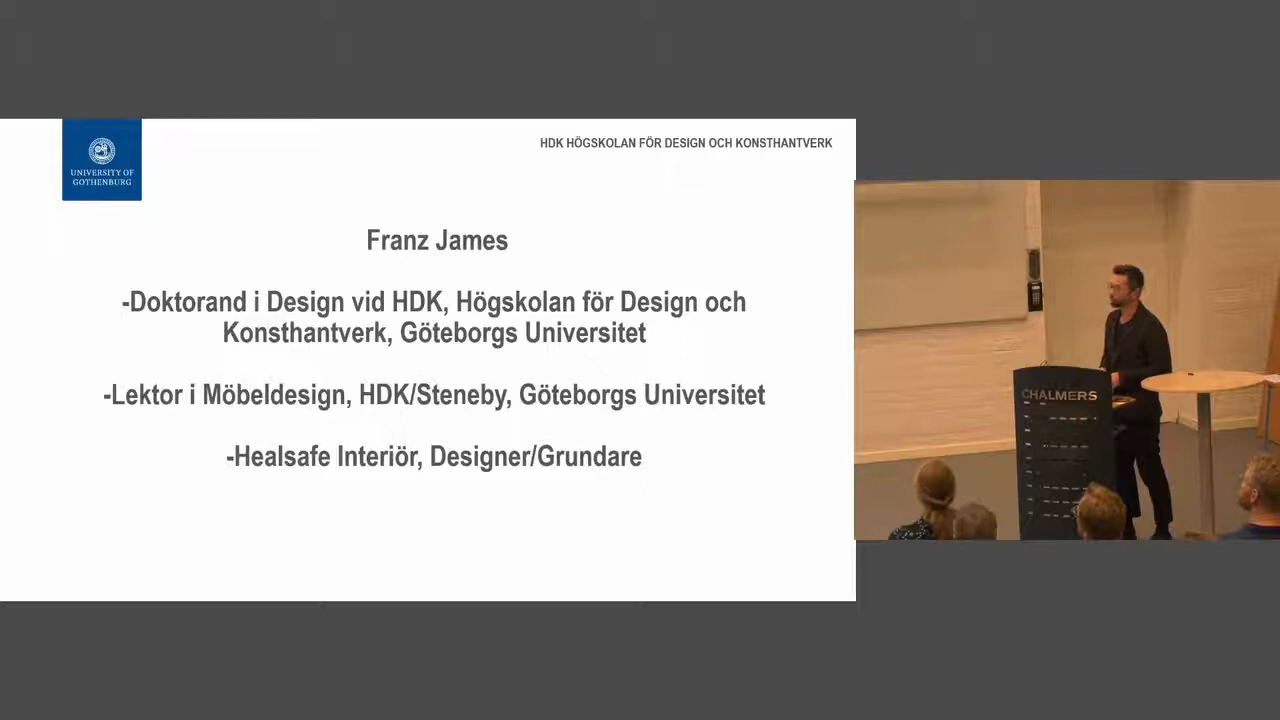 UNIVERSITY OF
GOTHENBURG
HDK HÖGSKOLAN FÖR DESIGN OCH KONSTHANTVERK
Franz James
-Doktorand i Design vid HDK, Högskolan för Design och
Konsthantverk, Göteborgs Universitet
-Lektor i Möbeldesign, HDK/Steneby, Göteborgs Universitet
-Healsafe Interiör, Designer/Grundare
CHALMERS